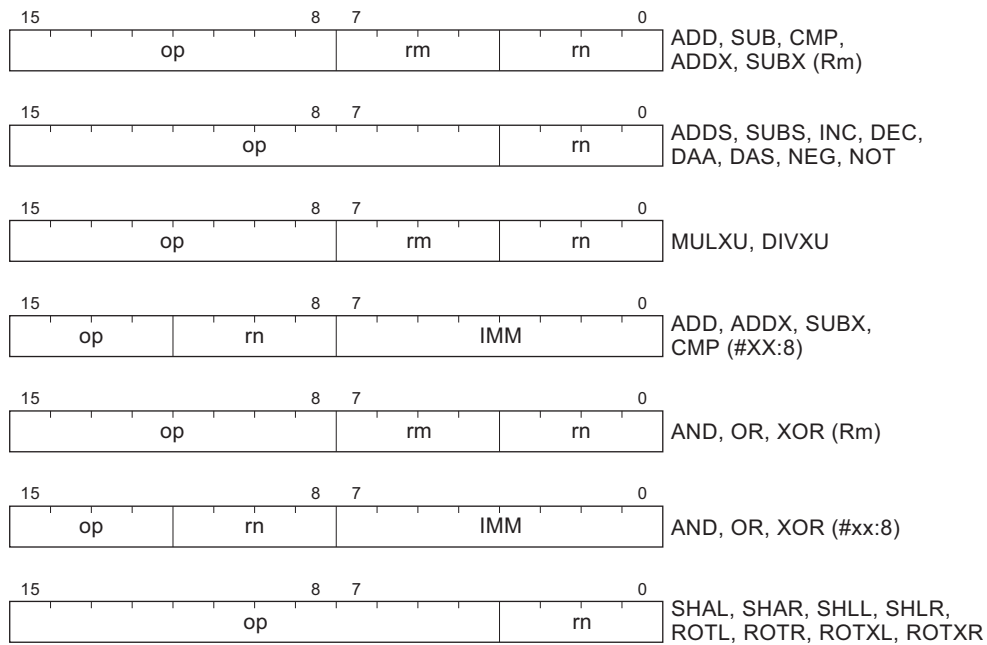 15 8 7 0
op rm rn
ADD, SUB, CMP,
ADDX, SUBX (Rm)
15 8 7 0
op rn
ADDS, SUBS, INC, DEC,
DAA, DAS, NEG, NOT
15 8 7 0
op rm rn
MULXU, DIVXU
15 8 7 0
op rn IMM
ADD, ADDX, SUBX,
CMP (#XX:8)
15 8 7 0
op rm rn
AND, OR, XOR (Rm)
15 8 7 0
op rn IMM
AND, OR, XOR (#xx:8)
15 8 7 0
op rn
SHAL, SHAR, SHLL, SHLR,
ROTL, ROTR, ROTXL, ROTXR